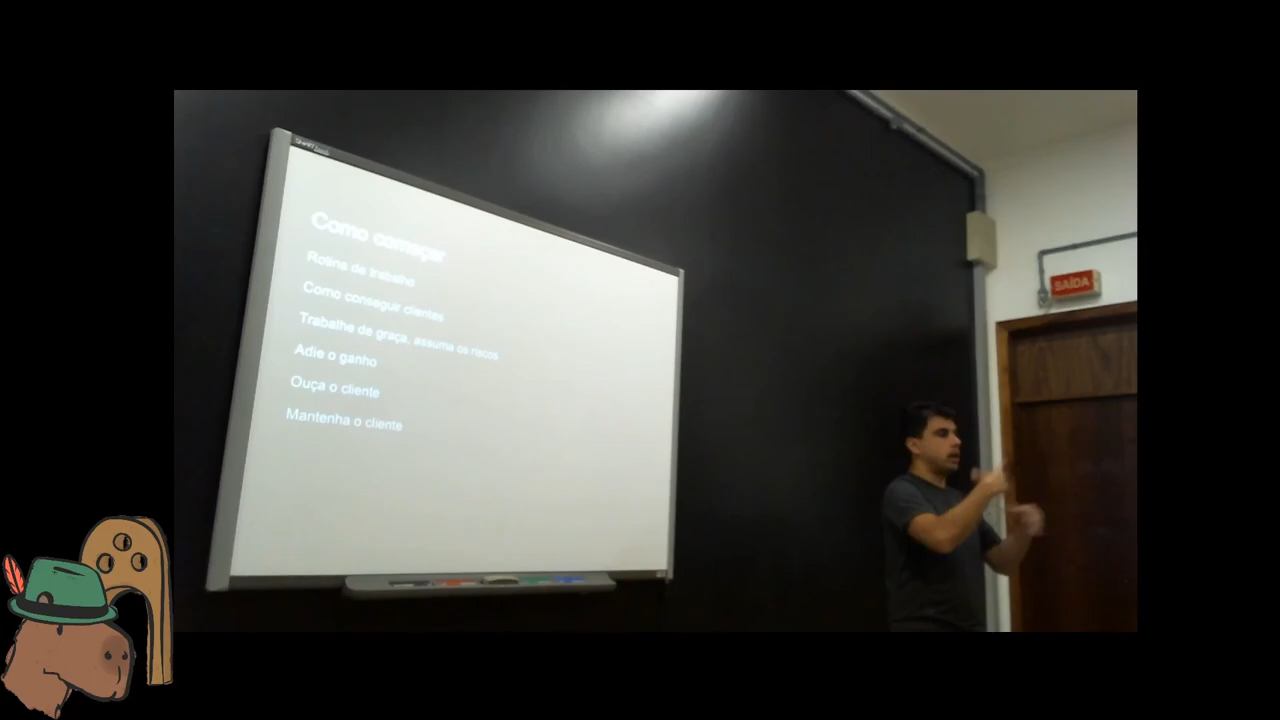 Como começar
Rotina de trabalho
Como conseguir clientes
Trabalhe de graça, assuma os riscos
Adie o ganho
Ouça o cliente
Mantenha o cliente
SAÍDA